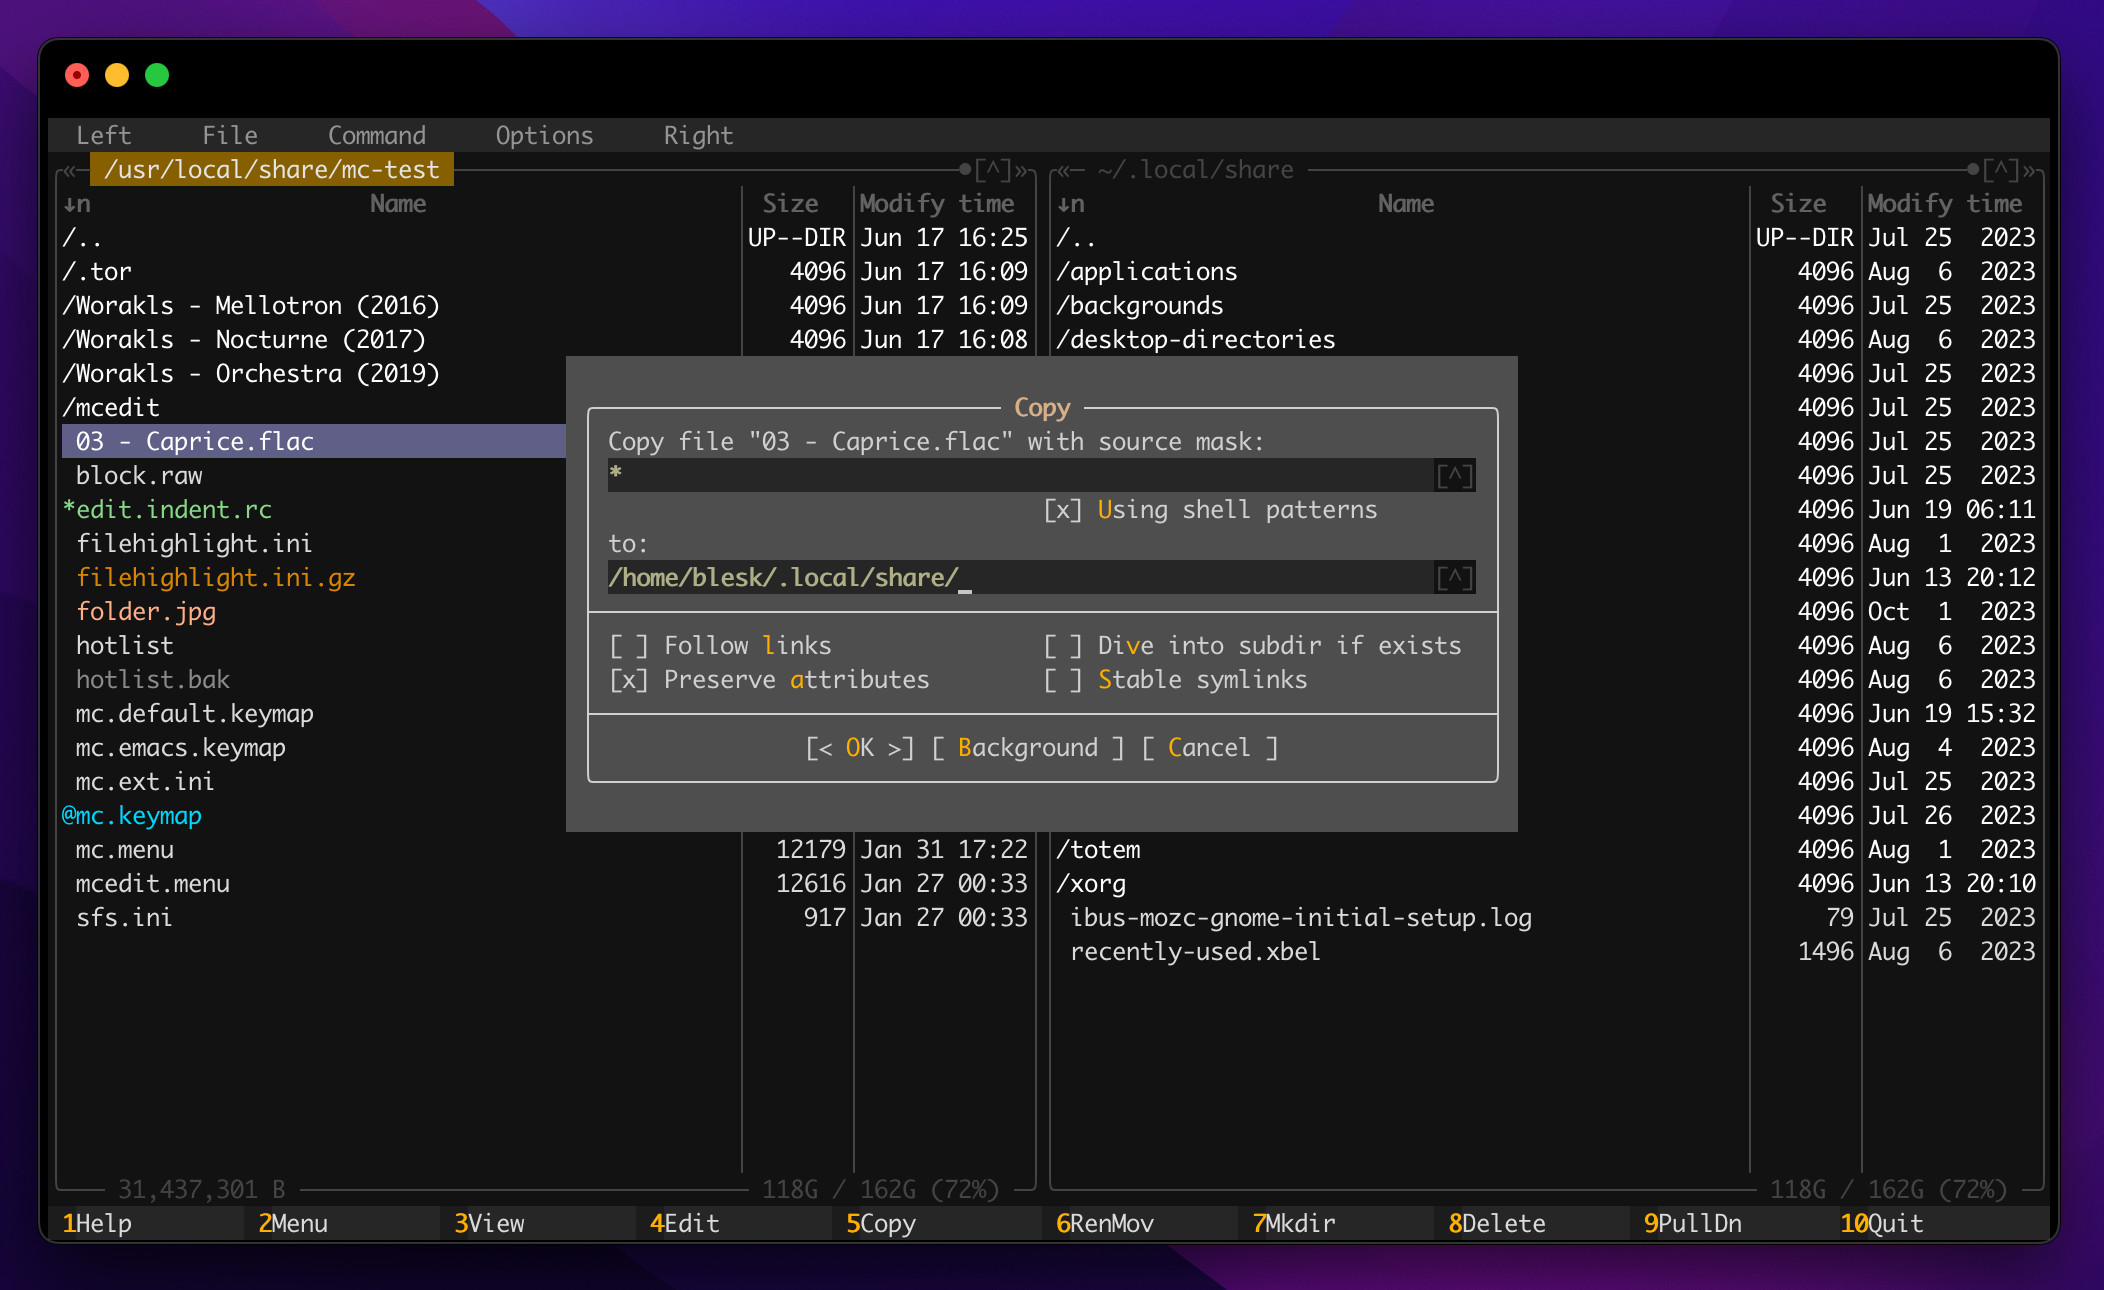 Left File Command Options Right
«─ /usr/local/share/mc-test ●[^]» «─ ~/.local/share ●[^]»
↓n Name Size Modify time ↓n Name Size Modify time
/.. UP--DIR Jun 17 16:25 /.. UP--DIR Jul 25 2023
/.tor 4096 Jun 17 16:09 /applications 4096 Aug 6 2023
/Worakls - Mellotron (2016) 4096 Jun 17 16:09 /backgrounds 4096 Jul 25 2023
/Worakls - Nocturne (2017) 4096 Jun 17 16:08 /desktop-directories 4096 Aug 6 2023
/Worakls - Orchestra (2019) 4096 Jul 25 2023
/mcedit Copy 4096 Jul 25 2023
03 - Caprice.flac Copy file "03 - Caprice.flac" with source mask: 4096 Jul 25 2023
block.raw * [^] 4096 Jul 25 2023
*edit.indent.rc [x] Using shell patterns 4096 Jun 19 06:11
filehighlight.ini to: 4096 Aug 1 2023
filehighlight.ini.gz /home/blesk/.local/share/_ [^] 4096 Jun 13 20:12
folder.jpg 4096 Oct 1 2023
hotlist [ ] Follow links [ ] Dive into subdir if exists 4096 Aug 6 2023
hotlist.bak [x] Preserve attributes [ ] Stable symlinks 4096 Aug 6 2023
mc.default.keymap 4096 Jun 19 15:32
mc.emacs.keymap [< OK >] [ Background ] [ Cancel ] 4096 Aug 4 2023
mc.ext.ini 4096 Jul 25 2023
@mc.keymap 4096 Jul 26 2023
mc.menu 12179 Jan 31 17:22 /totem 4096 Aug 1 2023
mcedit.menu 12616 Jan 27 00:33 /xorg 4096 Jun 13 20:10
sfs.ini 917 Jan 27 00:33 ibus-mozc-gnome-initial-setup.log 79 Jul 25 2023
recently-used.xbel 1496 Aug 6 2023
31,437,301 B 118G / 162G (72%) 118G / 162G (72%)
1Help 2Menu 3View 4Edit 5Copy 6RenMov 7Mkdir 8Delete 9PullDn 10Quit